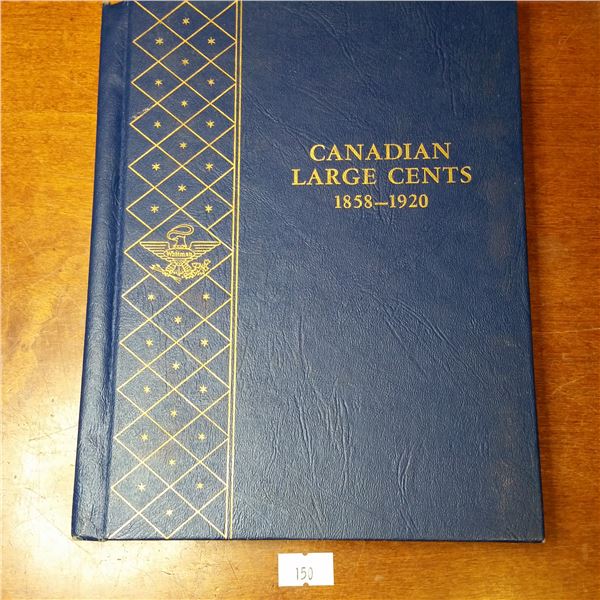 CANADIAN
LARGE CENTS
1858–1920
Whitman
150